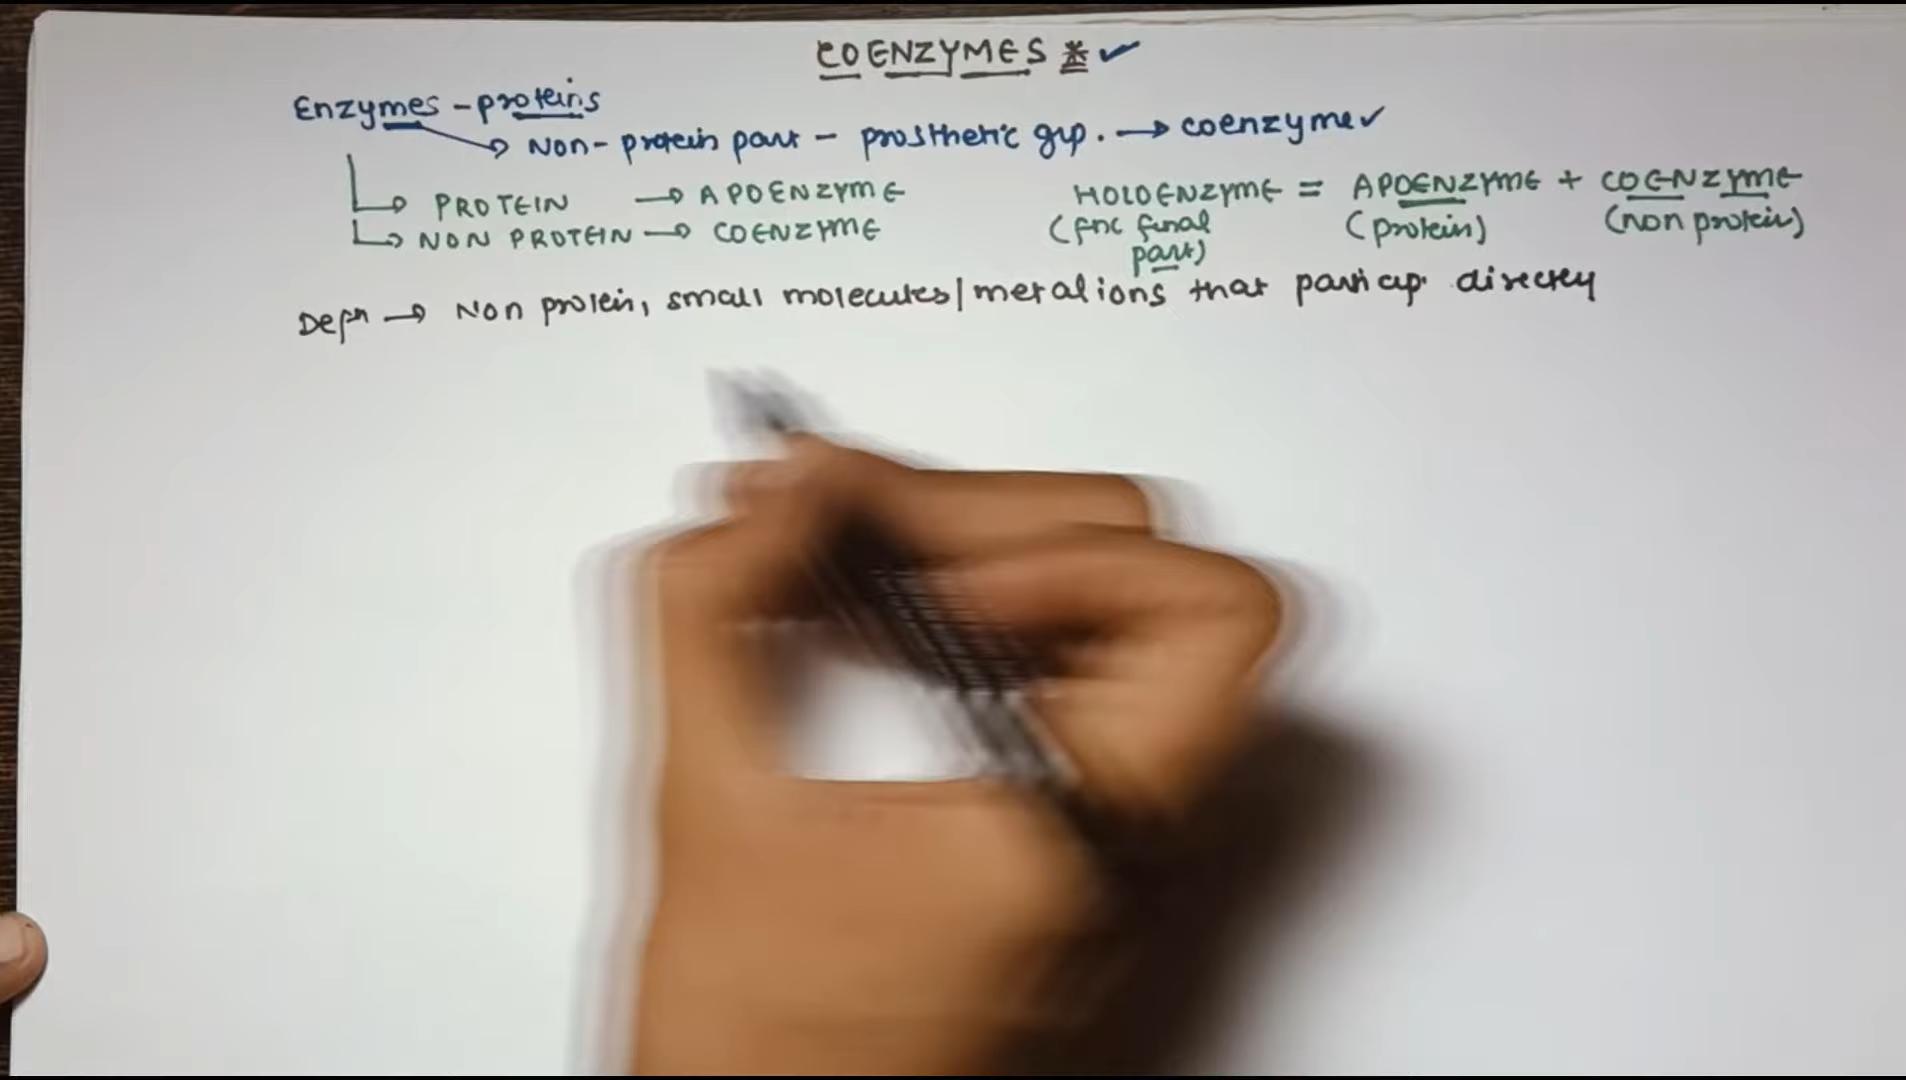 COENZYMES * ✓
Enzymes - proteins
→ Non-protein part - prosthetic grp. → coenzyme ✓
→ PROTEIN → APOENZYME
→ NON PROTEIN → COENZYME
HOLOENZYME = APOENZYME + COENZYME
(fnc final part) (protein) (non protein)
Defn → Non protein, small molecules/metal ions that particip. directly